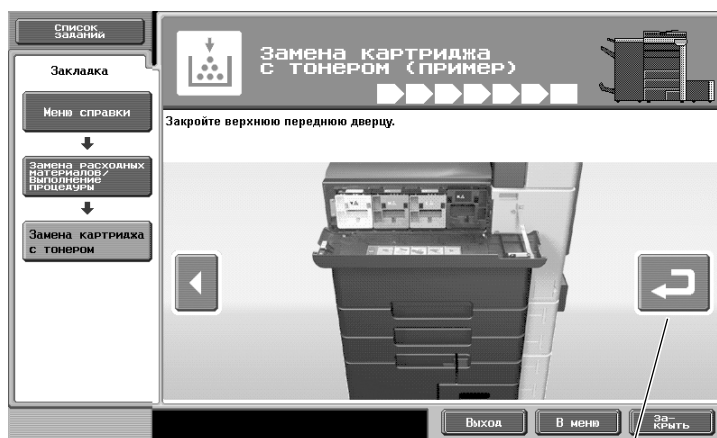 Список
заданий
Закладка
Меню справки
Замена расходных
материалов/
Выполнение
процедуры
Замена картриджа
с тонером
Замена картриджа
с тонером (пример)
Закройте верхнюю переднюю дверцу.
Выход
В меню
За-
крыть